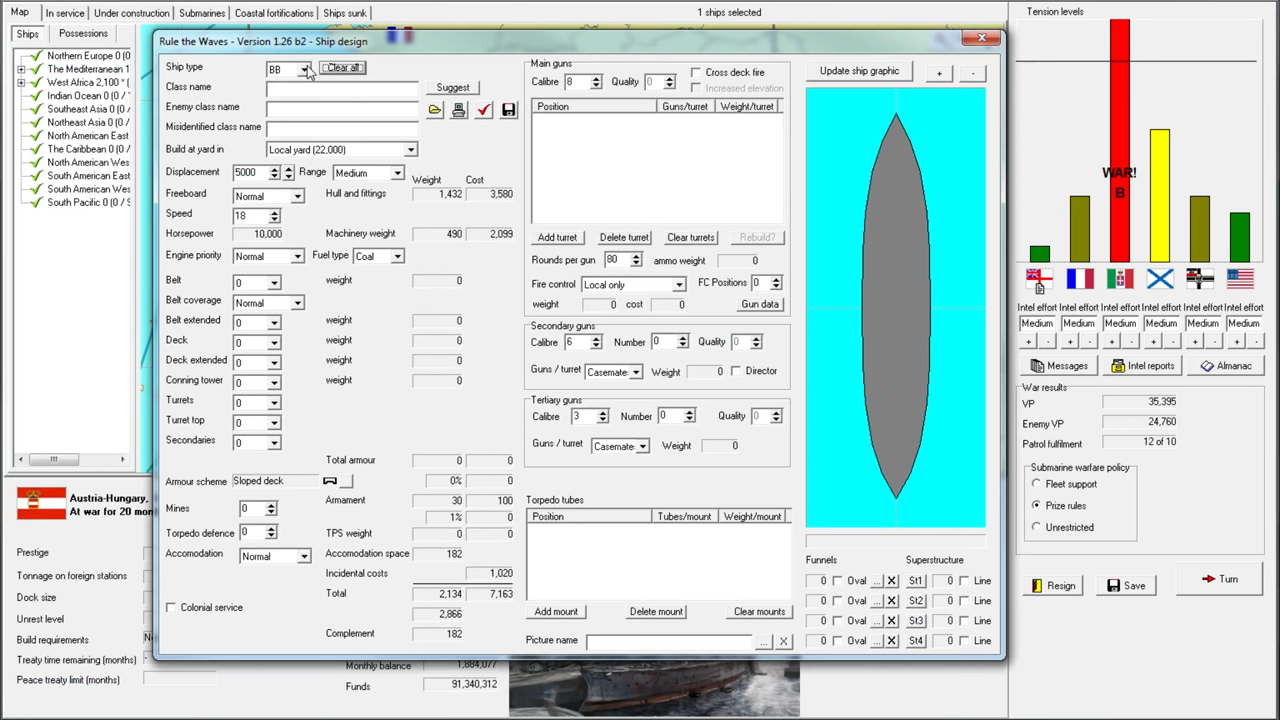 Map
In service
Under construction
Submarines
Coastal fortifications
Ships sunk
1 ships selected
Tension levels
Ships
Possessions
Northern Europe 0 (0
The Mediterranean 1
West Africa 2,100 *
Indian Ocean 0 (0 /
Southeast Asia 0 (0
Northeast Asia 0 (0
North American East
The Caribbean 0 (0 /
North American West
South American East
South American Wes
South Pacific 0 (0 / S
Rule the Waves - Version 1.26 b2 - Ship design
Ship type
BB
Clear all
Class name
Suggest
Enemy class name
Misidentified class name
Build at yard in
Local yard (22,000)
Displacement
5000
Range
Medium
Weight
Cost
Freeboard
Normal
Hull and fittings
1,432
3,580
Speed
18
Horsepower
10,000
Machinery weight
490
2,099
Engine priority
Normal
Fuel type
Coal
Belt
0
weight
0
Belt coverage
Normal
Belt extended
0
weight
0
Deck
0
weight
0
Deck extended
0
weight
0
Conning tower
0
weight
0
Turrets
0
Turret top
0
Secondaries
0
Total armour
0
0
Armour scheme
Sloped deck
0%
0
Mines
0
Armament
30
100
1%
0
Torpedo defence
0
TPS weight
0
0
Accomodation
Normal
Accomodation space
182
Incidental costs
1,020
Total
2,134
7,163
2,866
Colonial service
Complement
182
Main guns
Calibre
8
Quality
0
Cross deck fire
Increased elevation
Position
Guns/turret
Weight/turret
Add turret
Delete turret
Clear turrets
Rebuild?
Rounds per gun
80
ammo weight
0
Fire control
Local only
FC Positions
0
weight
0
cost
0
Gun data
Secondary guns
Calibre
6
Number
0
Quality
0
Guns / turret
Casemate
Weight
0
Director
Tertiary guns
Calibre
3
Number
0
Quality
0
Guns / turret
Casemate
Weight
0
Torpedo tubes
Position
Tubes/mount
Weight/mount
Add mount
Delete mount
Clear mounts
Picture name
...
X
Update ship graphic
+
-
Funnels
Superstructure
0
Oval
...
X
St1
0
Line
0
Oval
...
X
St2
0
Line
0
Oval
...
X
St3
0
Line
0
Oval
...
X
St4
0
Line
WAR!
B
Intel effort
Intel effort
Intel effort
Intel effort
Intel effort
Intel effort
Medium
Medium
Medium
Medium
Medium
Medium
+
-
+
-
+
-
+
-
+
-
+
-
Messages
Intel reports
Almanac
War results
VP
35,395
Enemy VP
24,760
Patrol fulfilment
12 of 10
Submarine warfare policy
Fleet support
Prize rules
Unrestricted
Resign
Save
Turn
Austria-Hungary,
At war for 20 mon
Prestige
Tonnage on foreign stations
Dock size
Unrest level
Build requirements
Treaty time remaining (months)
Peace treaty limit (months)
Monthly balance
1,884,077
Funds
91,340,312